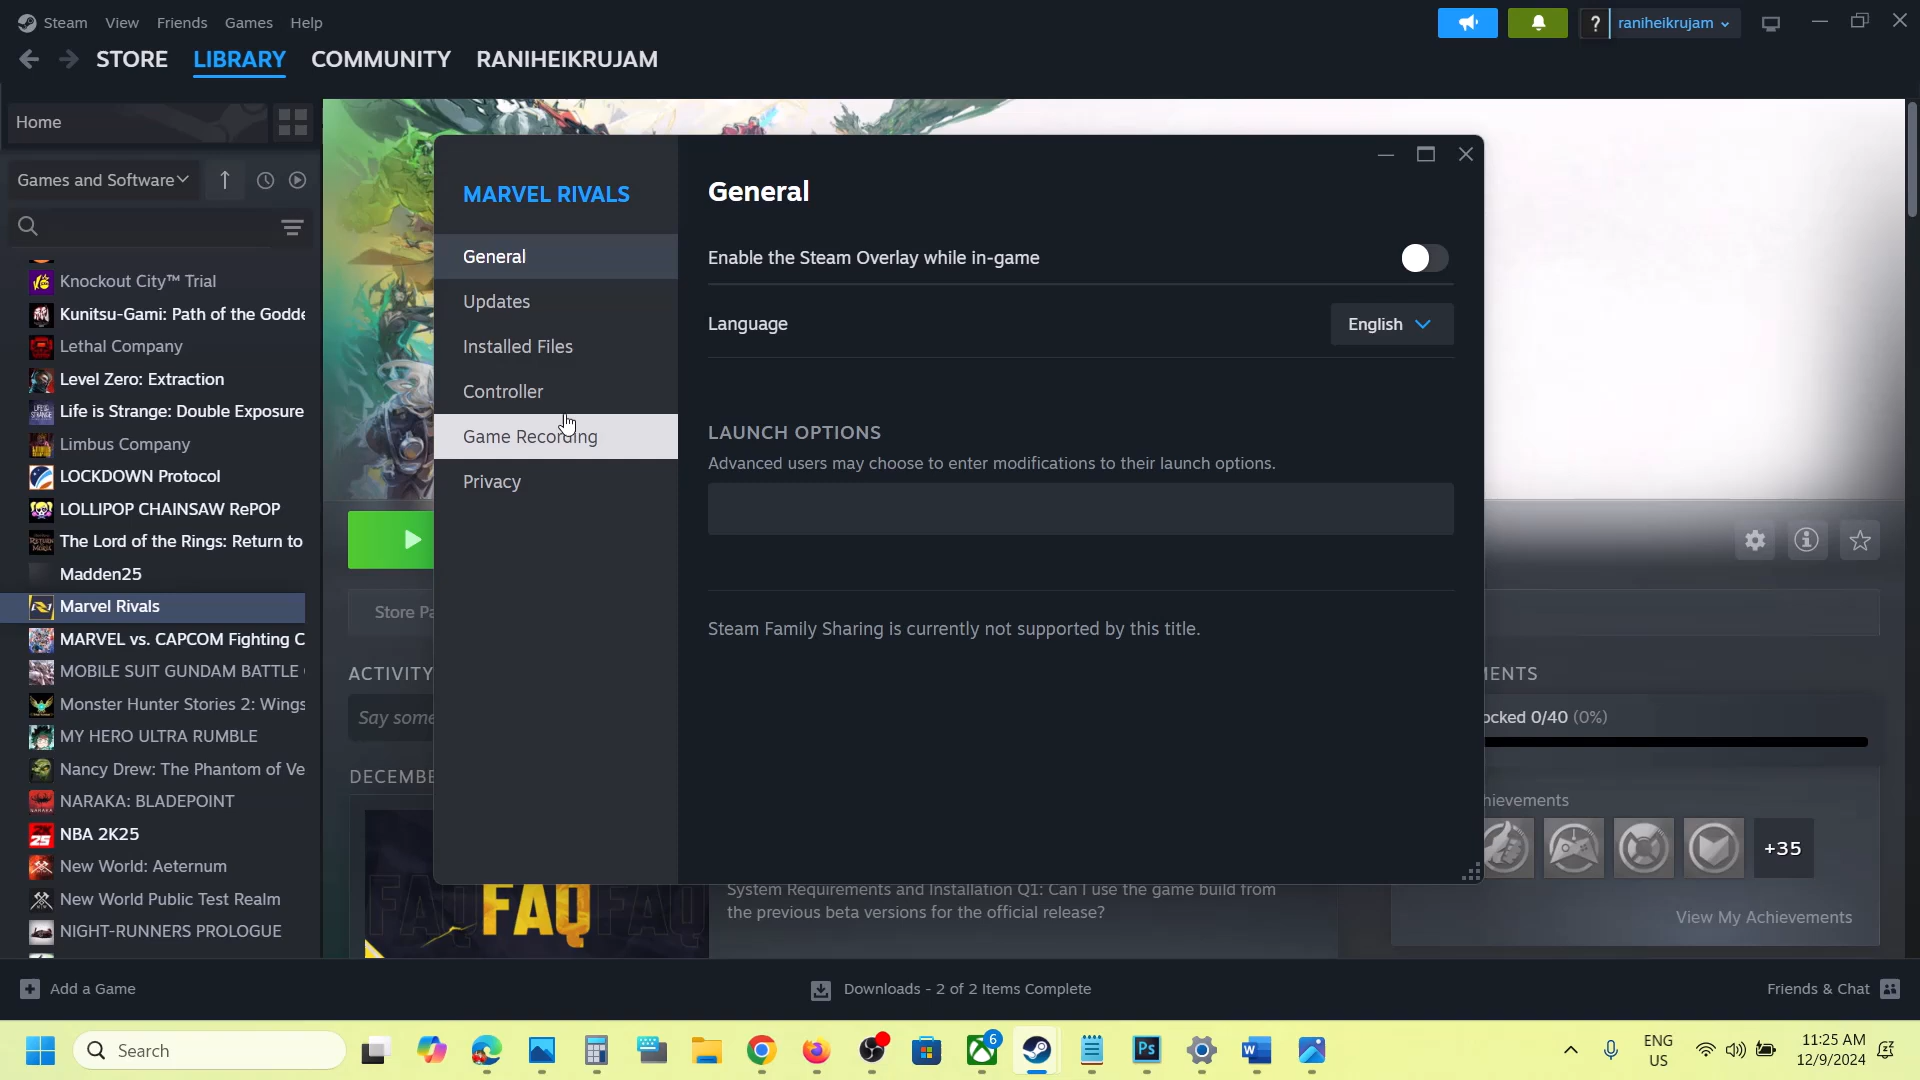 Steam View Friends Games Help
? raniheikrujam
STORE LIBRARY COMMUNITY RANIHEIKRUJAM
Home
Games and Software
Knockout City™ Trial
Kunitsu-Gami: Path of the Godde
Lethal Company
Level Zero: Extraction
Life is Strange: Double Exposure
Limbus Company
LOCKDOWN Protocol
LOLLIPOP CHAINSAW RePOP
The Lord of the Rings: Return to
Madden25
Marvel Rivals
MARVEL vs. CAPCOM Fighting C
MOBILE SUIT GUNDAM BATTLE
Monster Hunter Stories 2: Wings
MY HERO ULTRA RUMBLE
Nancy Drew: The Phantom of Ve
NARAKA: BLADEPOINT
NBA 2K25
New World: Aeternum
New World Public Test Realm
NIGHT-RUNNERS PROLOGUE
MARVEL RIVALS
General
Updates
Installed Files
Controller
Game Recording
Privacy
General
Enable the Steam Overlay while in-game
Language English
LAUNCH OPTIONS
Advanced users may choose to enter modifications to their launch options.
Steam Family Sharing is currently not supported by this title.
Store Pa
ACTIVITY
Say some
DECEMBE
FAQ FAQ FAQ
System Requirements and Installation Q1: Can I use the game build from
the previous beta versions for the official release?
MENTS
ocked 0/40 (0%)
hievements
+35
View My Achievements
Add a Game
Downloads - 2 of 2 Items Complete
Friends & Chat
Search
6
Ps
ENG
US
11:25 AM
12/9/2024